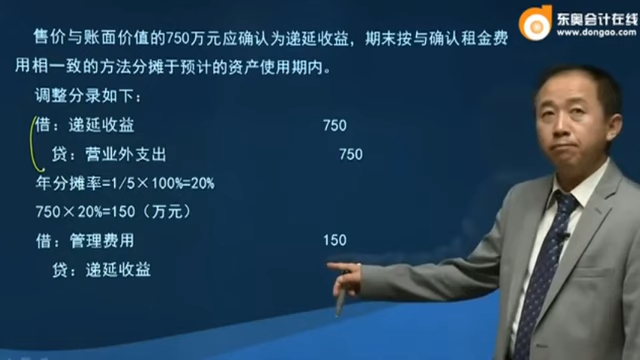 东奥会计在线
www.dongao.com
售价与账面价值的750万元应确认为递延收益，期末按与确认租金费
用相一致的方法分摊于预计的资产使用期内。
调整分录如下：
借：递延收益 750
贷：营业外支出 750
年分摊率=1/5×100%=20%
750×20%=150（万元）
借：管理费用 150
贷：递延收益